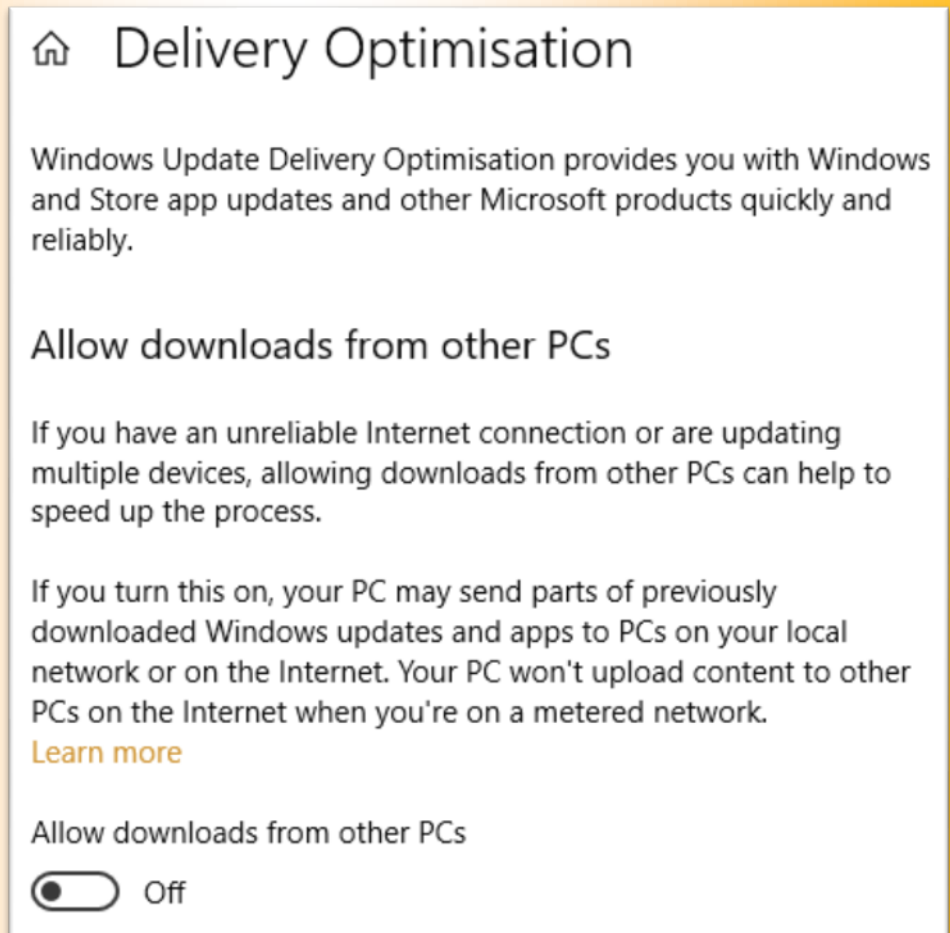 Delivery Optimisation
Windows Update Delivery Optimisation provides you with Windows
and Store app updates and other Microsoft products quickly and
reliably.
Allow downloads from other PCs
If you have an unreliable Internet connection or are updating
multiple devices, allowing downloads from other PCs can help to
speed up the process.
If you turn this on, your PC may send parts of previously
downloaded Windows updates and apps to PCs on your local
network or on the Internet. Your PC won't upload content to other
PCs on the Internet when you're on a metered network.
Learn more
Allow downloads from other PCs
Off